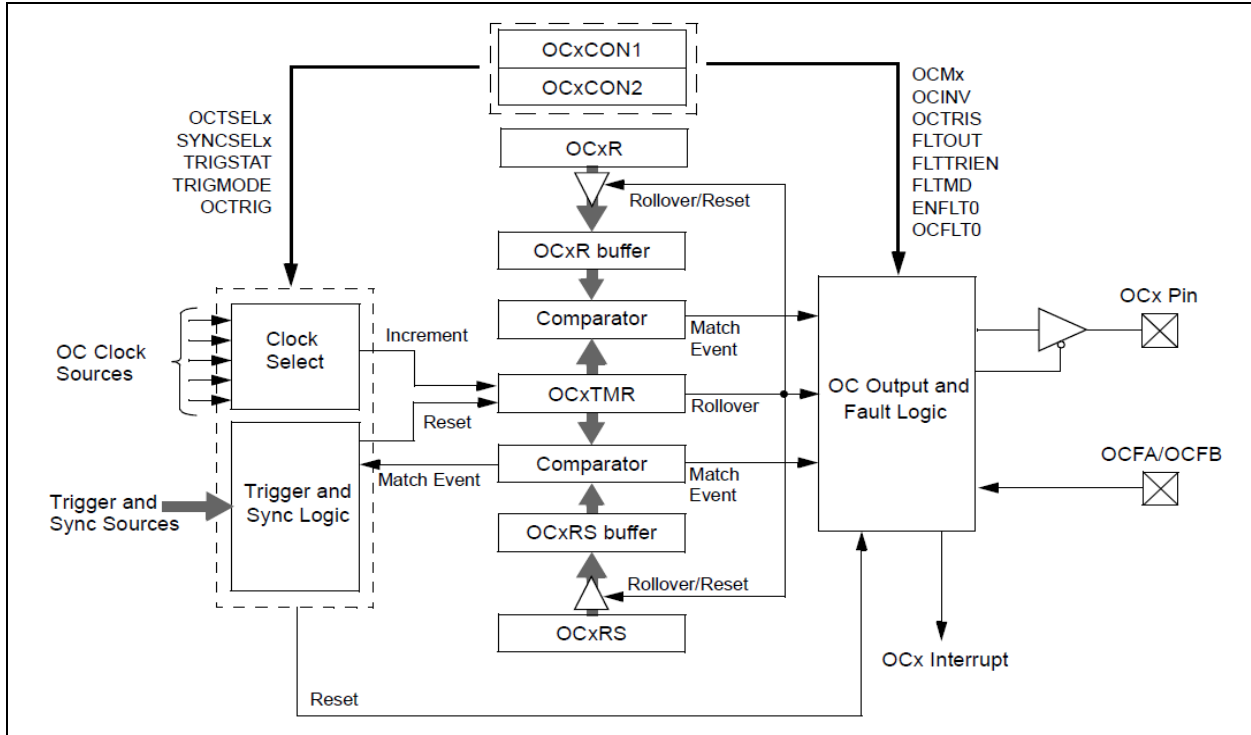 OCxCON1
OCxCON2
OCTSELx
SYNCSELx
TRIGSTAT
TRIGMODE
OCTRIG
OCMx
OCINV
OCTRIS
FLTOUT
FLTTRIEN
FLTMD
ENFLT0
OCFLT0
OCxR
Rollover/Reset
OCxR buffer
Comparator
Match
Event
OC Clock
Sources
Clock
Select
Increment
OCxTMR
Rollover
Reset
OC Output and
Fault Logic
OCx Pin
OCFA/OCFB
Trigger and
Sync Sources
Trigger and
Sync Logic
Match Event
Comparator
Match
Event
OCxRS buffer
Rollover/Reset
OCxRS
OCx Interrupt
Reset